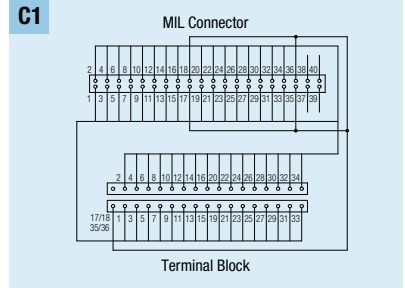 C1
MIL Connector
2 4 6 8 10 12 14 16 18 20 22 24 26 28 30 32 34 36 38 40
1 3 5 7 9 11 13 15 17 19 21 23 25 27 29 31 33 35 37 39
2 4 6 8 10 12 14 16 20 22 24 26 28 30 32 34
17/18 1 3 5 7 9 11 13 15 19 21 23 25 27 29 31 33
35/36
Terminal Block